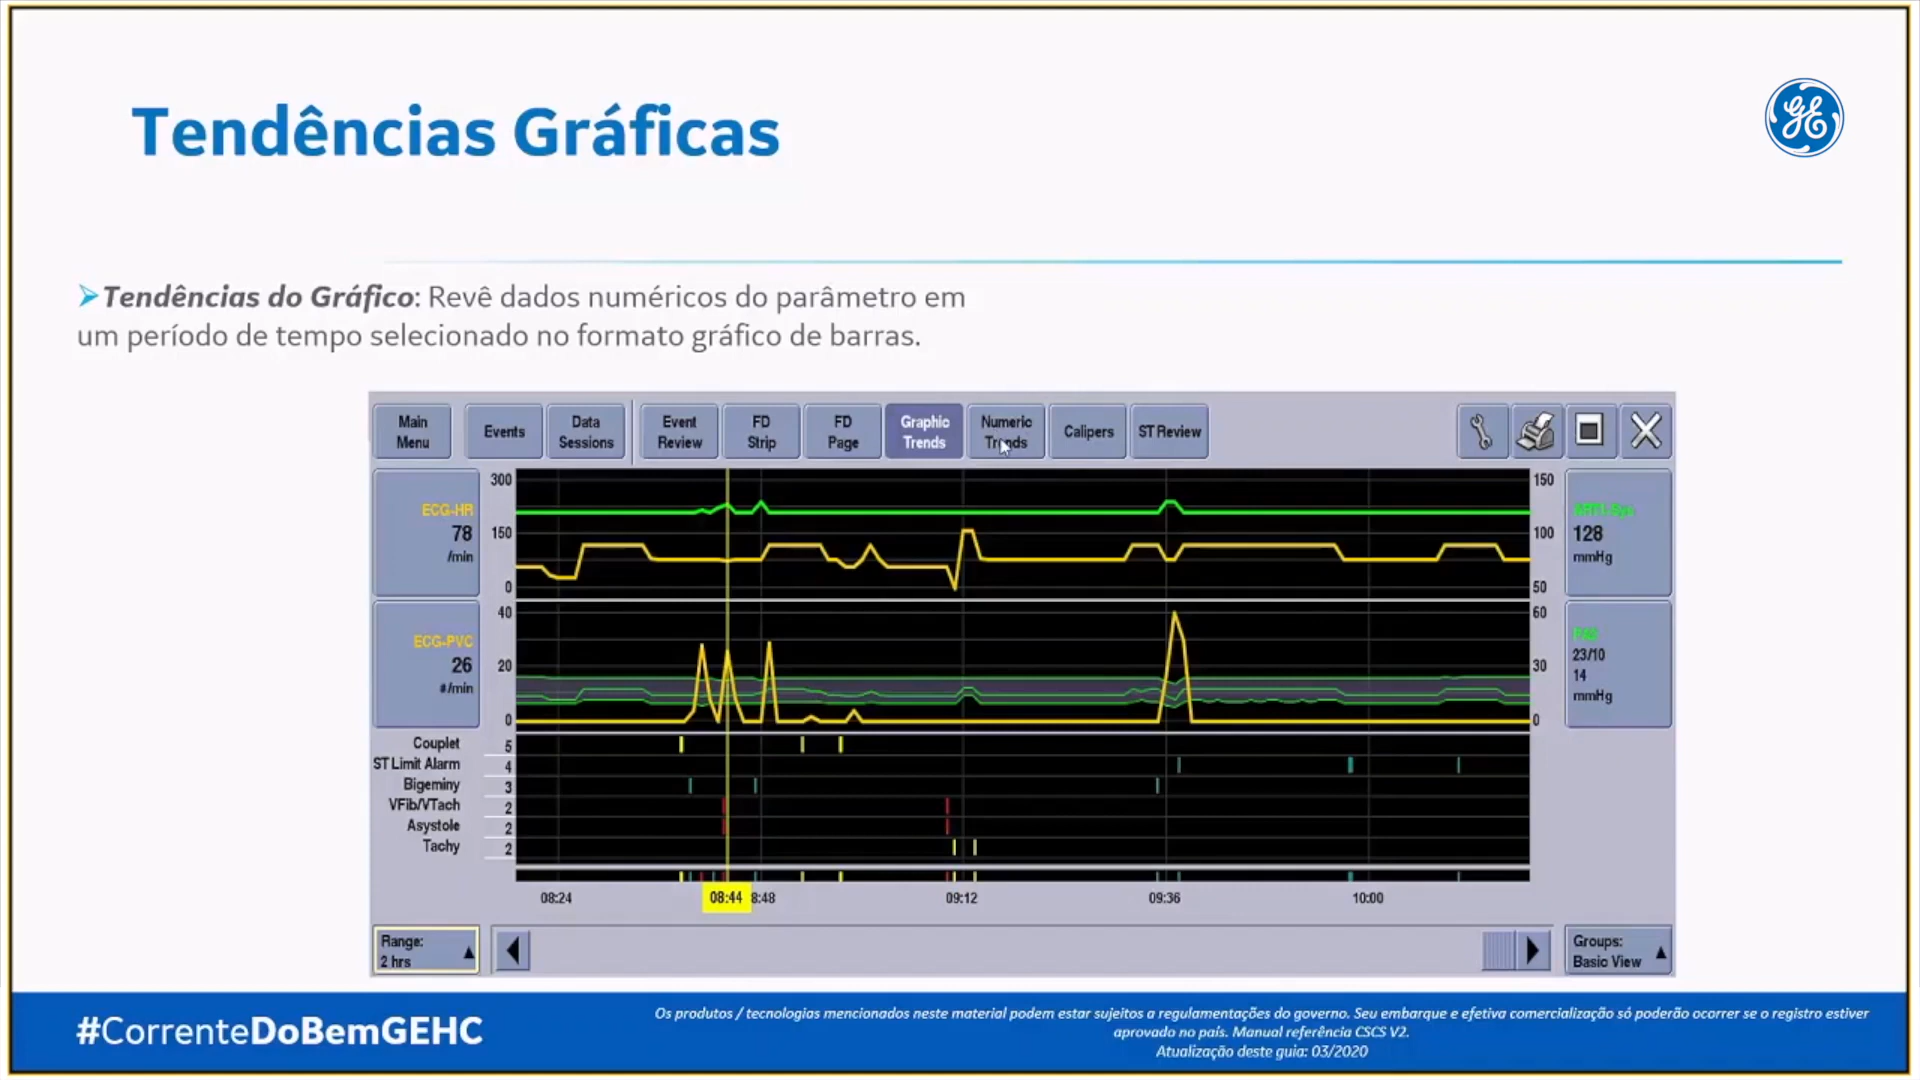 Tendências Gráficas
➢Tendências do Gráfico: Revê dados numéricos do parâmetro em
um período de tempo selecionado no formato gráfico de barras.
Main Menu
Events
Data Sessions
Event Review
FD Strip
FD Page
Graphic Trends
Numeric Trends
Calipers
ST Review
ECG-HR
78
/min
300
150
0
150
100
50
128
mmHg
ECG-PVC
26
#/min
40
20
0
60
30
0
23/10
14
mmHg
Couplet 5
ST Limit Alarm 4
Bigeminy 3
VFib/VTach 2
Asystole 2
Tachy 2
08:24 08:44 8:48 09:12 09:36 10:00
Range:
2 hrs
Groups:
Basic View
#CorrenteDoBemGEHC
Os produtos / tecnologias mencionados neste material podem estar sujeitos a regulamentações do governo. Seu embarque e efetiva comercialização só poderão ocorrer se o registro estiver
aprovado no país. Manual referência CSCS V2.
Atualização deste guia: 03/2020